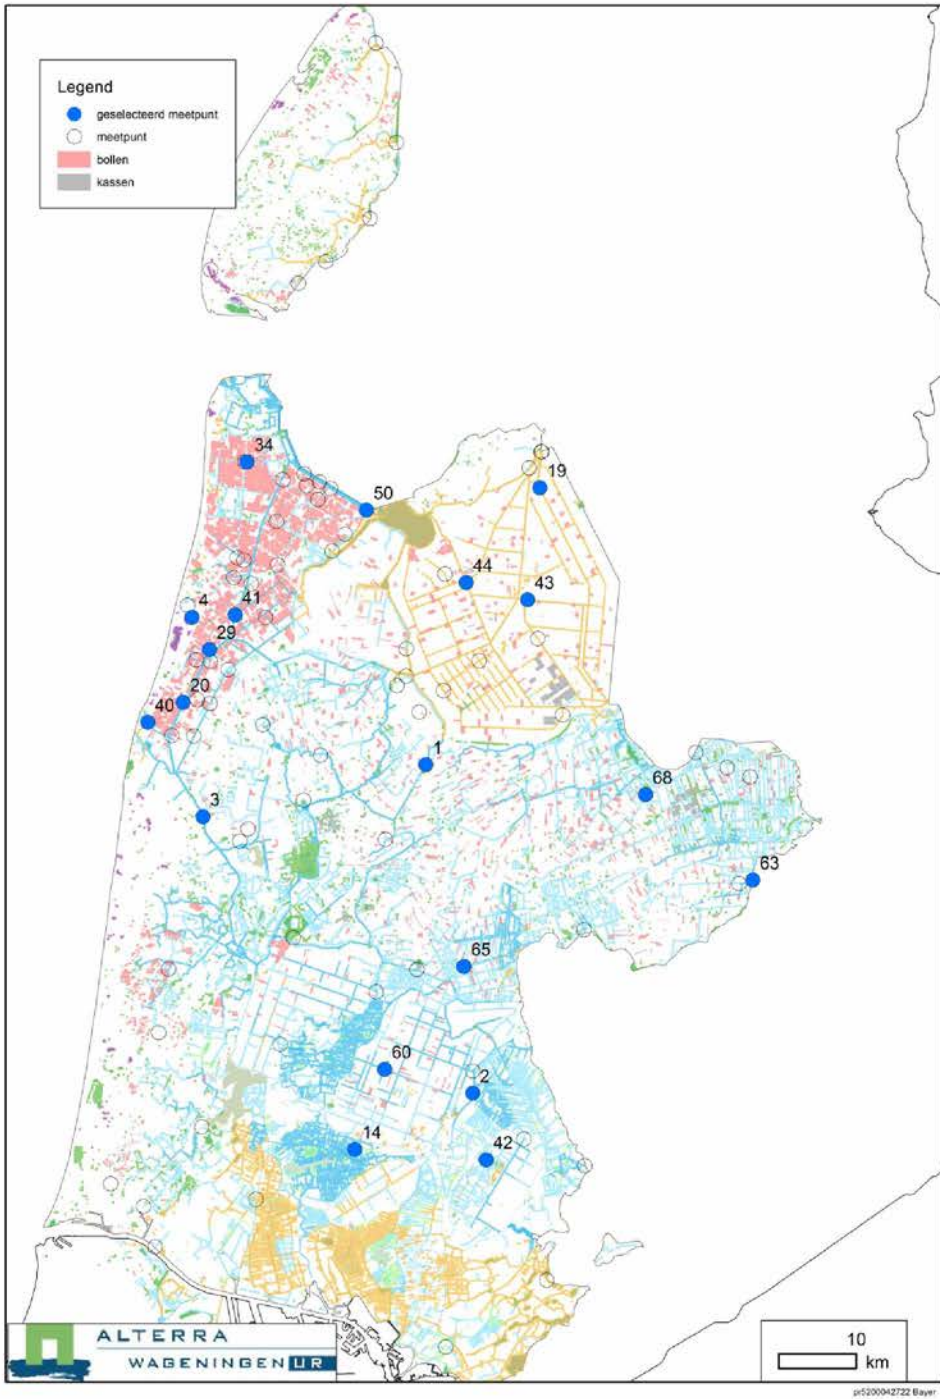 Legend
geselecteerd meetpunt
meetpunt
bollen
kassen
34
19
50
44
43
4
41
29
20
40
1
68
3
63
65
60
2
14
42
ALTERRA
WAGENINGEN UR
10
km
pr5200042722 Bayer